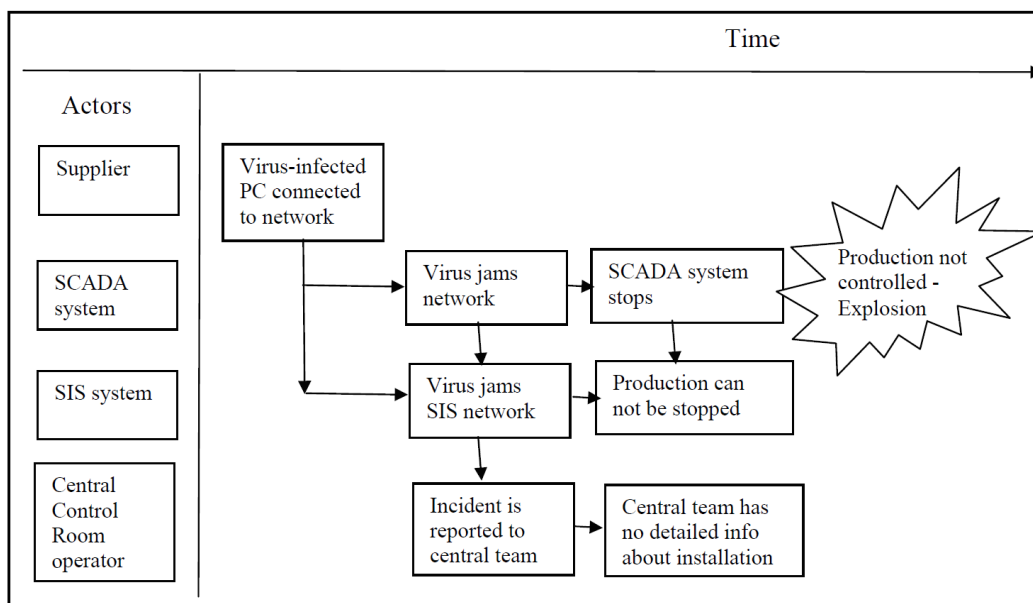 Time
Actors
Supplier
Virus-infected
PC connected
to network
SCADA
system
Virus jams
network
SCADA system
stops
Production not
controlled -
Explosion
SIS system
Virus jams
SIS network
Production can
not be stopped
Central
Control
Room
operator
Incident is
reported to
central team
Central team has
no detailed info
about installation